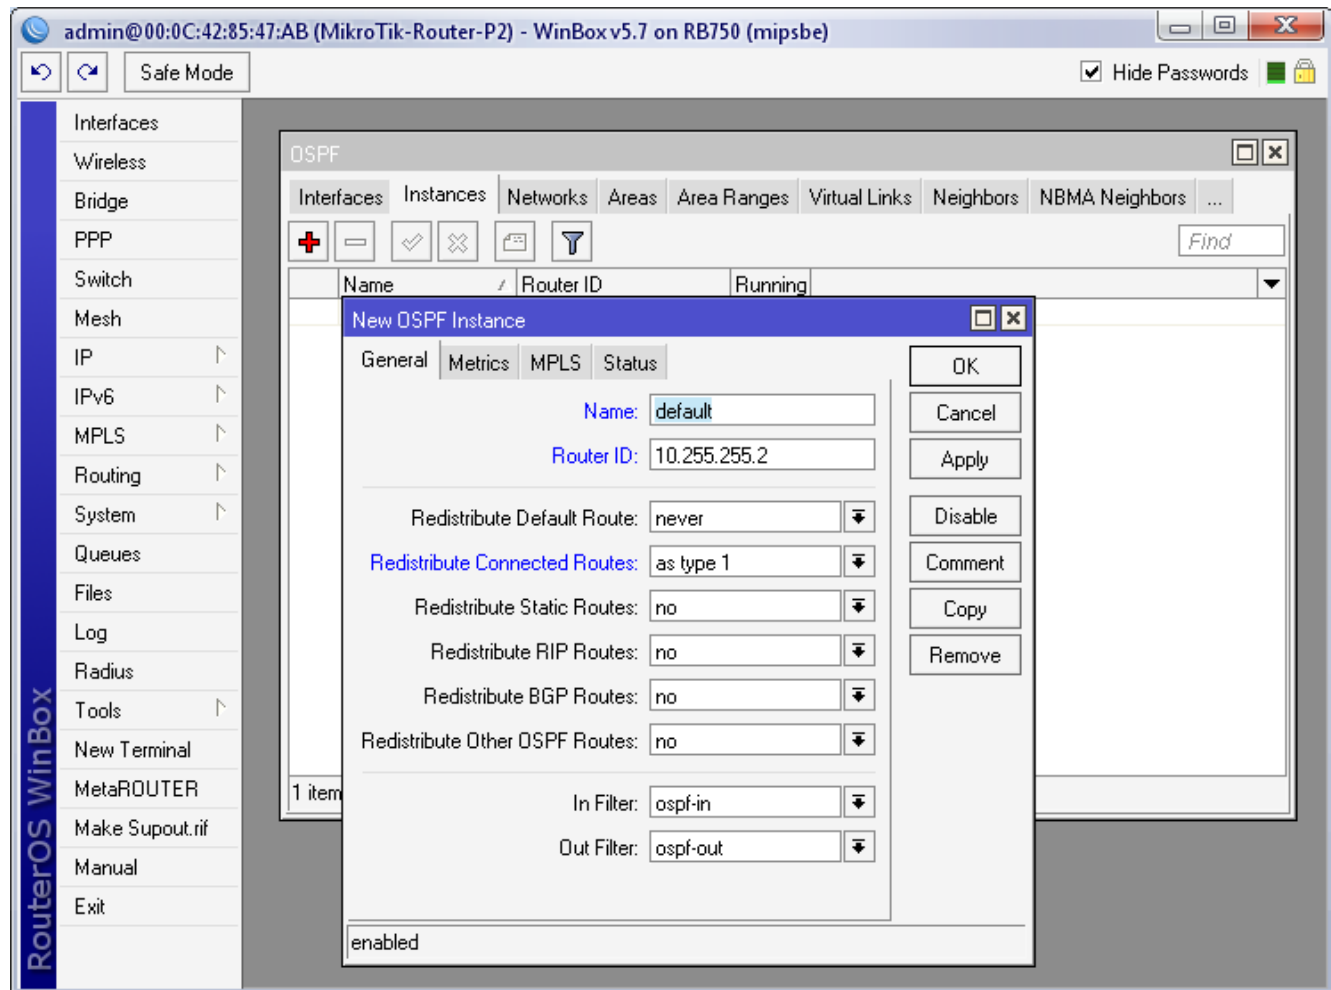 admin@00:0C:42:85:47:AB (MikroTik-Router-P2) - WinBox v5.7 on RB750 (mipsbe)
Safe Mode
Hide Passwords
RouterOS WinBox
Interfaces
Wireless
Bridge
PPP
Switch
Mesh
IP
IPv6
MPLS
Routing
System
Queues
Files
Log
Radius
Tools
New Terminal
MetaROUTER
Make Supout.rif
Manual
Exit
OSPF
Interfaces Instances Networks Areas Area Ranges Virtual Links Neighbors NBMA Neighbors ...
Find
Name Router ID Running
1 item
New OSPF Instance
General Metrics MPLS Status
Name: default
Router ID: 10.255.255.2
Redistribute Default Route: never
Redistribute Connected Routes: as type 1
Redistribute Static Routes: no
Redistribute RIP Routes: no
Redistribute BGP Routes: no
Redistribute Other OSPF Routes: no
In Filter: ospf-in
Out Filter: ospf-out
OK
Cancel
Apply
Disable
Comment
Copy
Remove
enabled